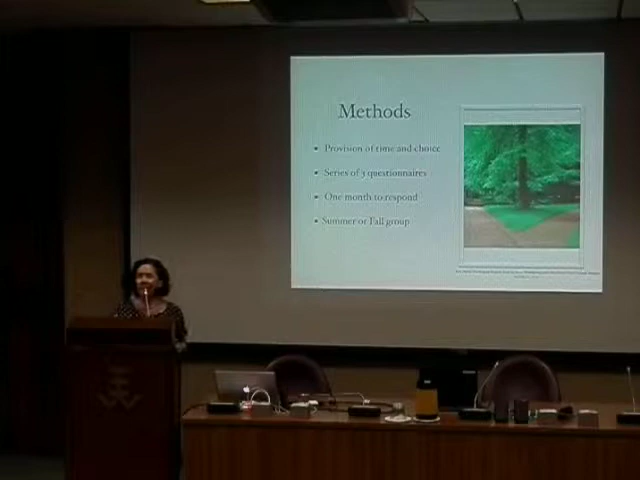 Methods
Provision of time and choice
Series of 3 questionnaires
One month to respond
Summer or Fall group